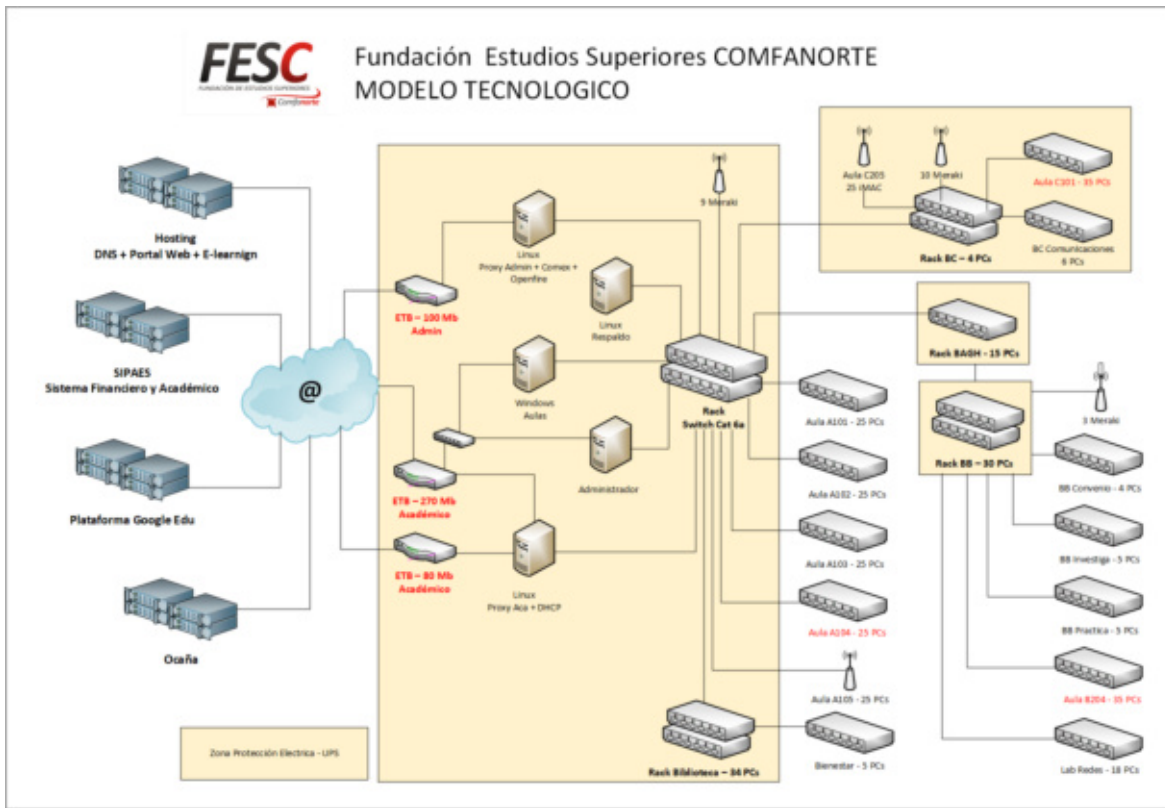 FESC
FUNDACIÓN DE ESTUDIOS SUPERIORES
Comfanorte
Fundación Estudios Superiores COMFANORTE
MODELO TECNOLOGICO
Hosting
DNS + Portal Web + E-learnign
SIPAES
Sistema Financiero y Académico
Plataforma Google Edu
Ocaña
@
Zona Protección Electrica - UPS
ETB – 100 Mb
Admin
ETB – 270 Mb
Académico
ETB – 80 Mb
Académico
Linux
Proxy Admin + Comex +
Openfire
Linux
Respaldo
Windows
Aulas
Administrador
Linux
Proxy Aca + DHCP
9 Meraki
Rack
Switch Cat 6a
Rack Biblioteca – 34 PCs
Aula A101 - 25 PCs
Aula A102 - 25 PCs
Aula A103 - 25 PCs
Aula A104 - 25 PCs
Aula A105 - 25 PCs
Bienestar - 5 PCs
Aula C205
25 iMAC
10 Meraki
Aula C101 - 35 PCs
Rack BC – 4 PCs
BC Comunicaciones
6 PCs
Rack BAGH - 15 PCs
Rack BB – 30 PCs
3 Meraki
BB Convenio - 4 PCs
BB Investiga - 5 PCs
BB Practica - 5 PCs
Aula B204 - 35 PCs
Lab Redes - 18 PCs